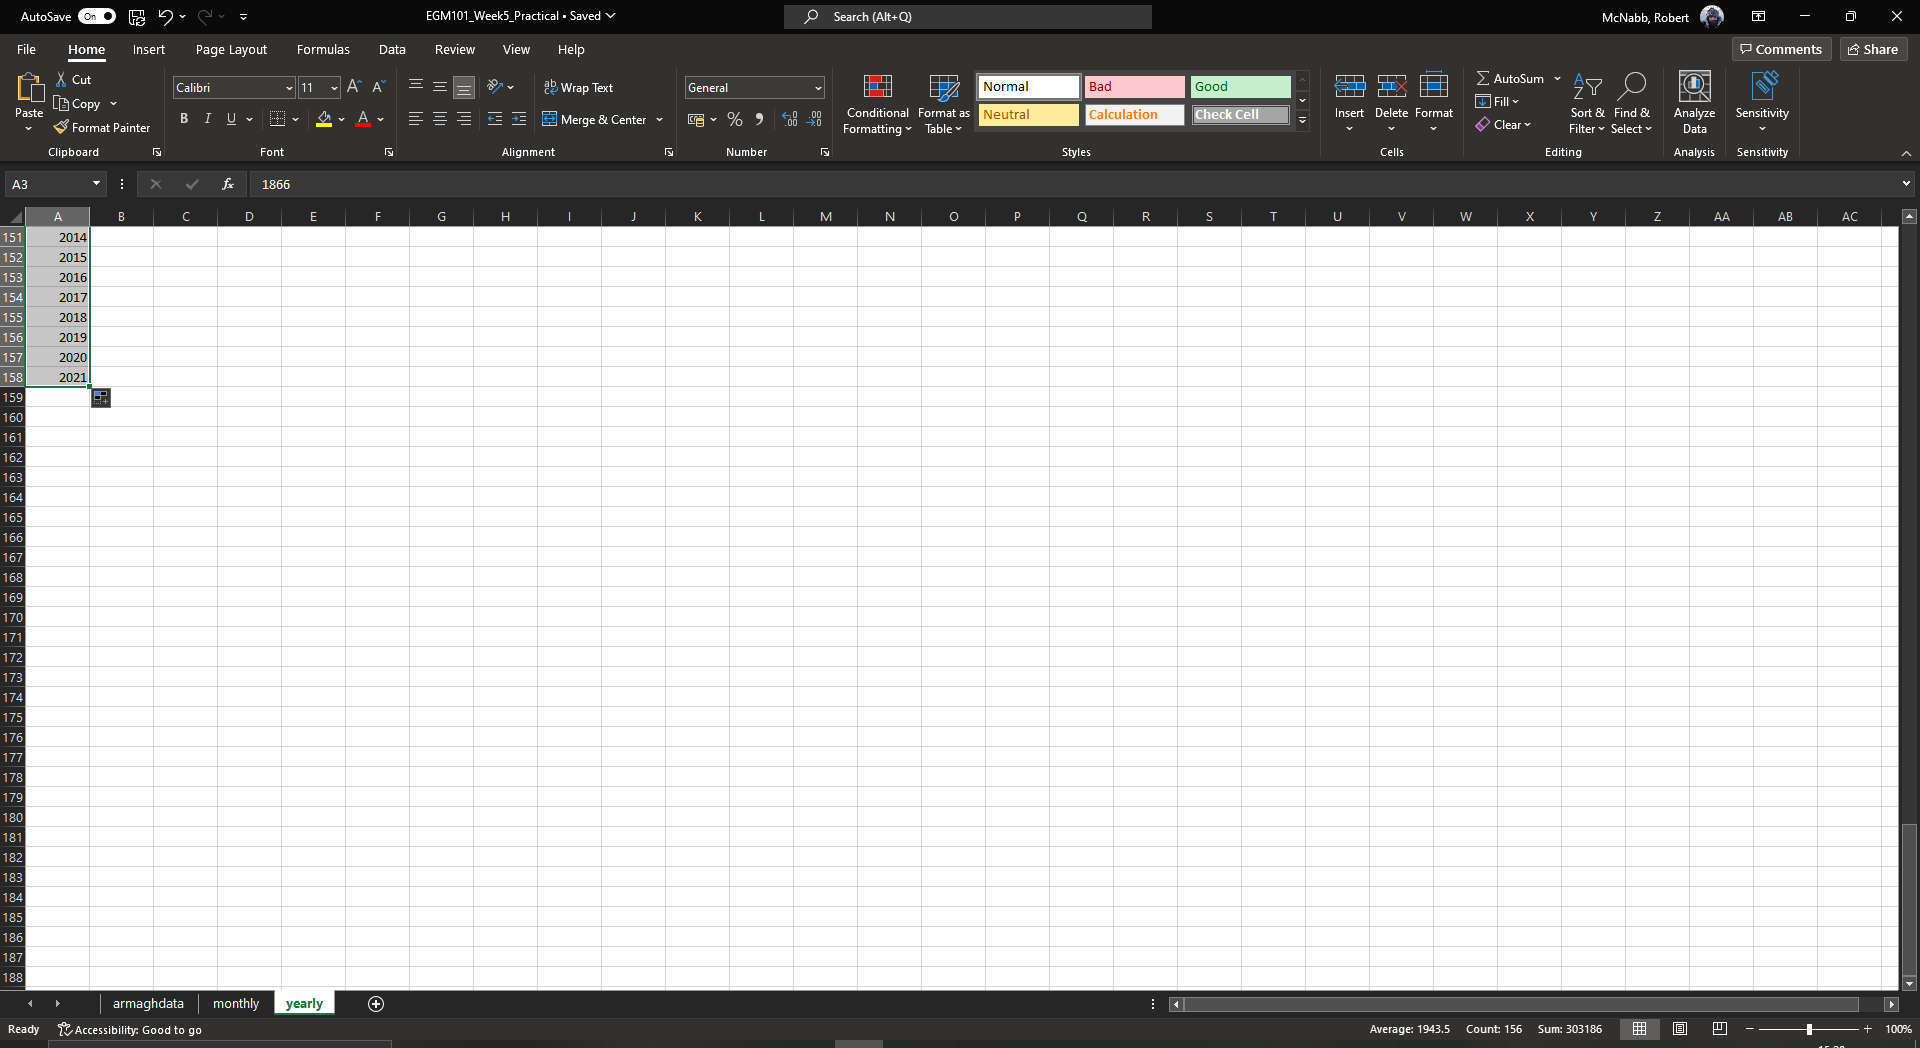 AutoSave On EGM101_Week5_Practical • Saved Search (Alt+Q) McNabb, Robert
File Home Insert Page Layout Formulas Data Review View Help Comments Share
Paste
Cut
Copy
Format Painter
Clipboard
Calibri 11
B I U A
Font
Wrap Text
Merge & Center
Alignment
General
Number
Conditional Formatting
Format as Table
Normal Bad Good
Neutral Calculation Check Cell
Styles
Insert Delete Format
Cells
AutoSum
Fill
Clear
Sort & Filter
Find & Select
Editing
Analyze Data
Analysis
Sensitivity
Sensitivity
A3 fx 1866
A B C D E F G H I J K L M N O P Q R S T U V W X Y Z AA AB AC
151 2014
152 2015
153 2016
154 2017
155 2018
156 2019
157 2020
158 2021
159
160
161
162
163
164
165
166
167
168
169
170
171
172
173
174
175
176
177
178
179
180
181
182
183
184
185
186
187
188
armaghdata monthly yearly
Ready Accessibility: Good to go Average: 1943.5 Count: 156 Sum: 303186 100%